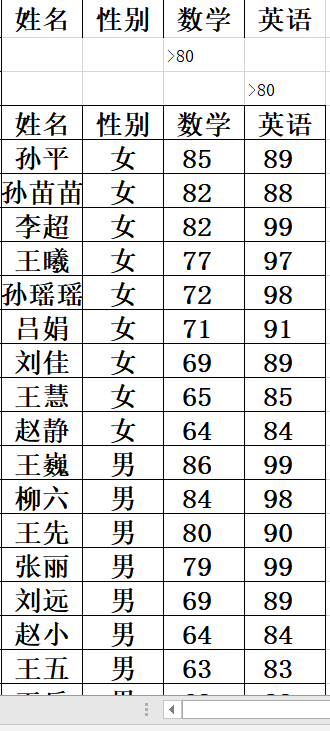 姓名 性别 数学 英语
>80
>80
姓名 性别 数学 英语
孙平 女 85 89
孙苗苗 女 82 88
李超 女 82 99
王曦 女 77 97
孙瑶瑶 女 72 98
吕娟 女 71 91
刘佳 女 69 89
王慧 女 65 85
赵静 女 64 84
王巍 男 86 99
柳六 男 84 98
王先 男 80 90
张丽 男 79 99
刘远 男 69 89
赵小 男 64 84
王五 男 63 83